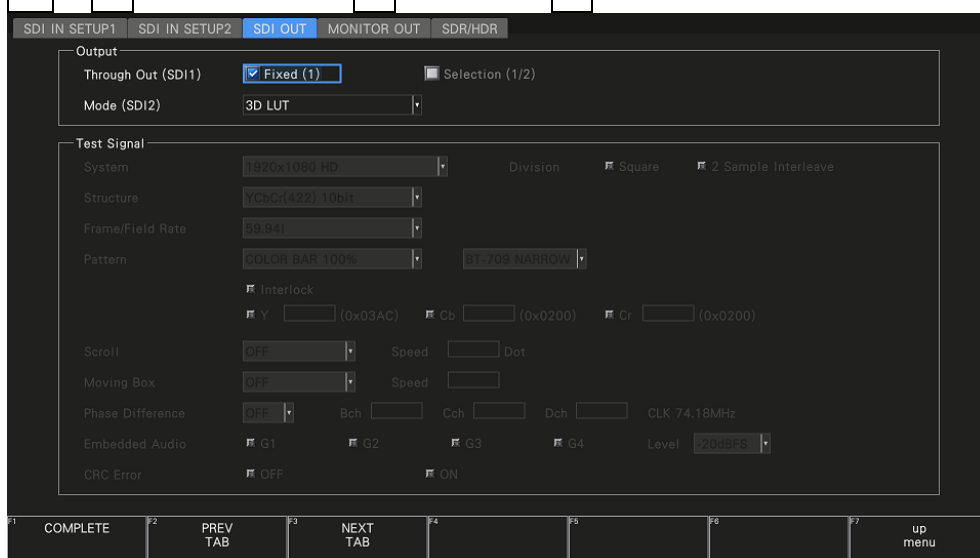 SDI IN SETUP1 SDI IN SETUP2 SDI OUT MONITOR OUT SDR/HDR
Output
Through Out (SDI1) Fixed (1) Selection (1/2)
Mode (SDI2) 3D LUT
Test Signal
System 1920x1080 HD Division Square 2 Sample Interleave
Structure YCbCr(422) 10bit
Frame/Field Rate 59.94I
Pattern COLOR BAR 100% BT-709 NARROW
Interlock
Y (0x03AC) Cb (0x0200) Cr (0x0200)
Scroll OFF Speed Dot
Moving Box OFF Speed
Phase Difference OFF Bch Cch Dch CLK 74.18MHz
Embedded Audio G1 G2 G3 G4 Level -20dBFS
CRC Error OFF ON
F1 COMPLETE F2 PREV TAB F3 NEXT TAB F4 F5 F6 F7 up menu